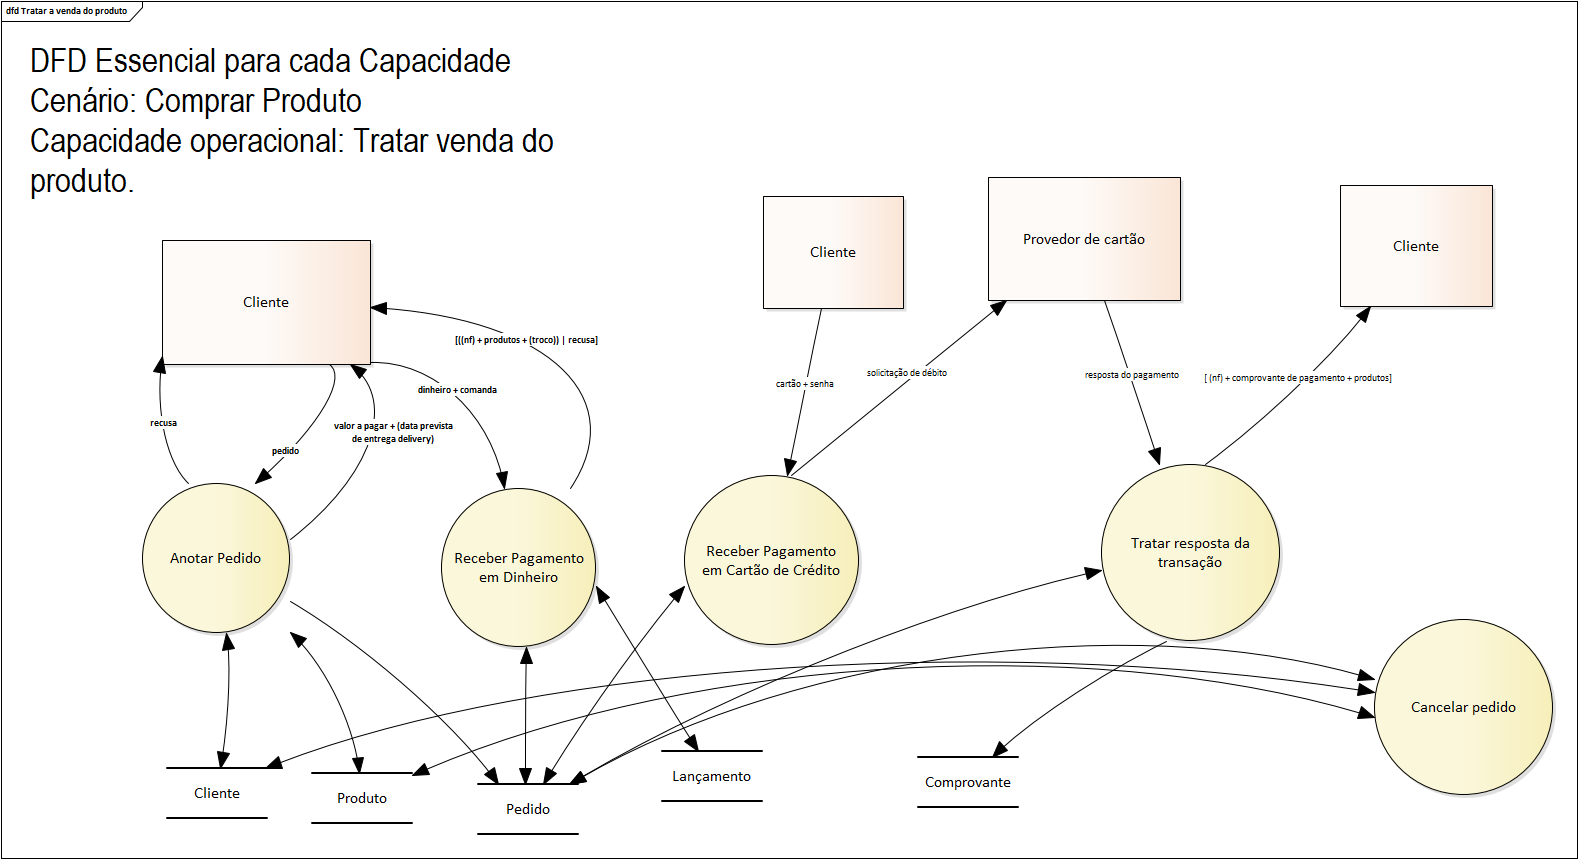 dfd Tratar a venda do produto
DFD Essencial para cada Capacidade
Cenário: Comprar Produto
Capacidade operacional: Tratar venda do
produto.
Cliente
Cliente
Provedor de cartão
Cliente
[((nf) + produtos + (troco)) | recusa]
dinheiro + comanda
cartão + senha
solicitação de débito
resposta do pagamento
[ (nf) + comprovante de pagamento + produtos]
recusa
pedido
valor a pagar + (data prevista
de entrega delivery)
Anotar Pedido
Receber Pagamento
em Dinheiro
Receber Pagamento
em Cartão de Crédito
Tratar resposta da
transação
Cancelar pedido
Cliente
Produto
Pedido
Lançamento
Comprovante